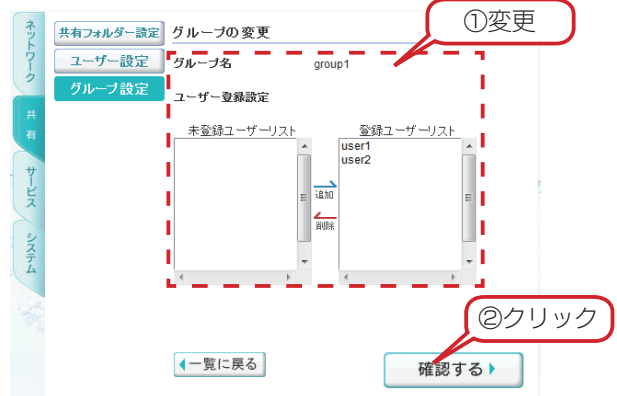 ネットワーク
共有
サービス
システム
共有フォルダー設定
ユーザー設定
グループ設定
グループの変更
①変更
グループ名 group1
ユーザー登録設定
未登録ユーザーリスト
登録ユーザーリスト
user1
user2
追加
削除
②クリック
一覧に戻る
確認する